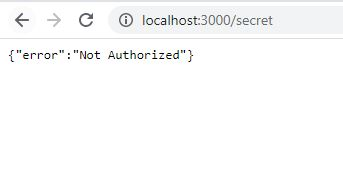 localhost:3000/secret
{"error":"Not Authorized"}